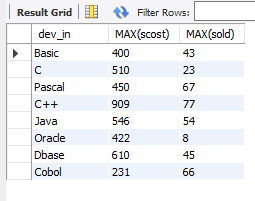 Result Grid Filter Rows:
dev_in MAX(scost) MAX(sold)
Basic 400 43
C 510 23
Pascal 450 67
C++ 909 77
Java 546 54
Oracle 422 8
Dbase 610 45
Cobol 231 66